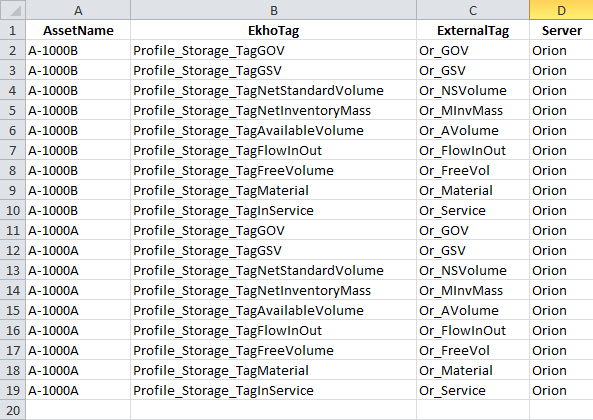 A B C D
1 AssetName EkhoTag ExternalTag Server
2 A-1000B Profile_Storage_TagGOV Or_GOV Orion
3 A-1000B Profile_Storage_TagGSV Or_GSV Orion
4 A-1000B Profile_Storage_TagNetStandardVolume Or_NSVolume Orion
5 A-1000B Profile_Storage_TagNetInventoryMass Or_MInvMass Orion
6 A-1000B Profile_Storage_TagAvailableVolume Or_AVolume Orion
7 A-1000B Profile_Storage_TagFlowInOut Or_FlowInOut Orion
8 A-1000B Profile_Storage_TagFreeVolume Or_FreeVol Orion
9 A-1000B Profile_Storage_TagMaterial Or_Material Orion
10 A-1000B Profile_Storage_TagInService Or_Service Orion
11 A-1000A Profile_Storage_TagGOV Or_GOV Orion
12 A-1000A Profile_Storage_TagGSV Or_GSV Orion
13 A-1000A Profile_Storage_TagNetStandardVolume Or_NSVolume Orion
14 A-1000A Profile_Storage_TagNetInventoryMass Or_MInvMass Orion
15 A-1000A Profile_Storage_TagAvailableVolume Or_AVolume Orion
16 A-1000A Profile_Storage_TagFlowInOut Or_FlowInOut Orion
17 A-1000A Profile_Storage_TagFreeVolume Or_FreeVol Orion
18 A-1000A Profile_Storage_TagMaterial Or_Material Orion
19 A-1000A Profile_Storage_TagInService Or_Service Orion
20